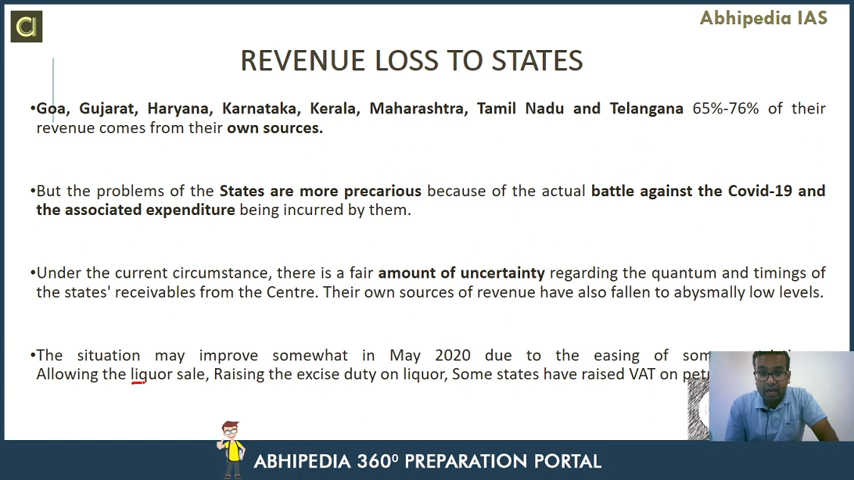 Abhipedia IAS
REVENUE LOSS TO STATES
•Goa, Gujarat, Haryana, Karnataka, Kerala, Maharashtra, Tamil Nadu and Telangana 65%-76% of their
revenue comes from their own sources.
•But the problems of the States are more precarious because of the actual battle against the Covid-19 and
the associated expenditure being incurred by them.
•Under the current circumstance, there is a fair amount of uncertainty regarding the quantum and timings of
the states' receivables from the Centre. Their own sources of revenue have also fallen to abysmally low levels.
•The situation may improve somewhat in May 2020 due to the easing of
Allowing the liquor sale, Raising the excise duty on liquor, Some states have raised VAT on
ABHIPEDIA 360⁰ PREPARATION PORTAL